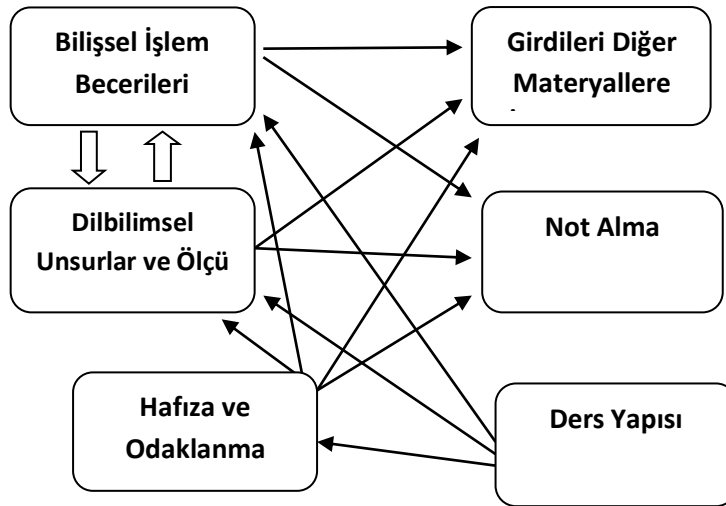 Bilişsel İşlem
Becerileri
Girdileri Diğer
Materyallere
Dilbilimsel
Unsurlar ve Ölçü
Not Alma
Hafıza ve
Odaklanma
Ders Yapısı